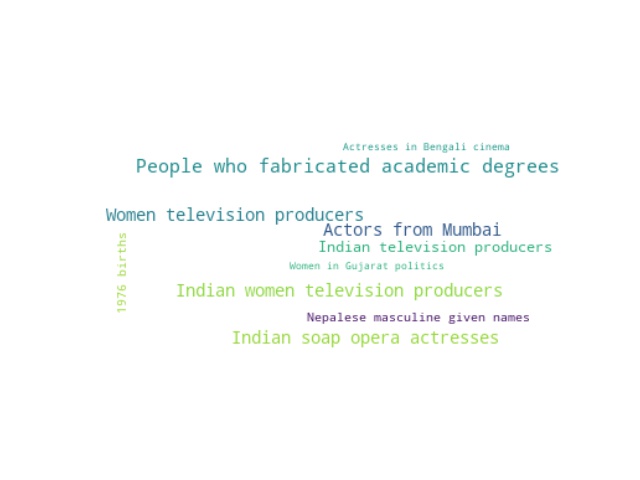 Actresses in Bengali cinema
People who fabricated academic degrees
Women television producers
Actors from Mumbai
Indian television producers
1976 births
Women in Gujarat politics
Indian women television producers
Nepalese masculine given names
Indian soap opera actresses